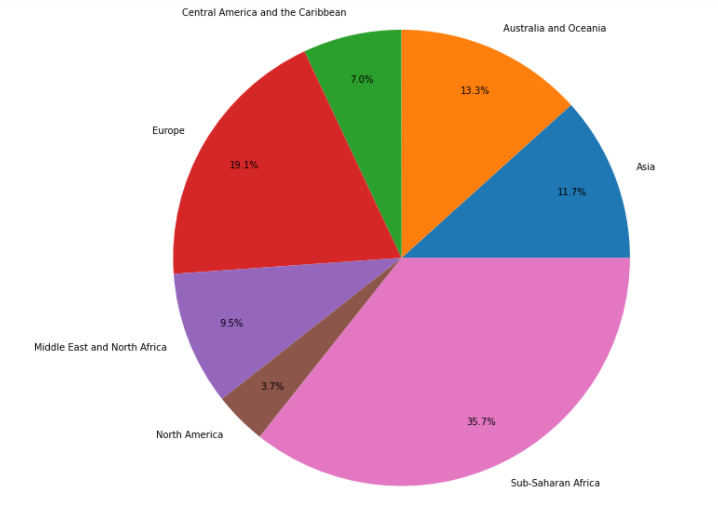 Central America and the Caribbean
Australia and Oceania
7.0%
13.3%
Europe
19.1%
Asia
11.7%
9.5%
Middle East and North Africa
3.7%
35.7%
North America
Sub-Saharan Africa